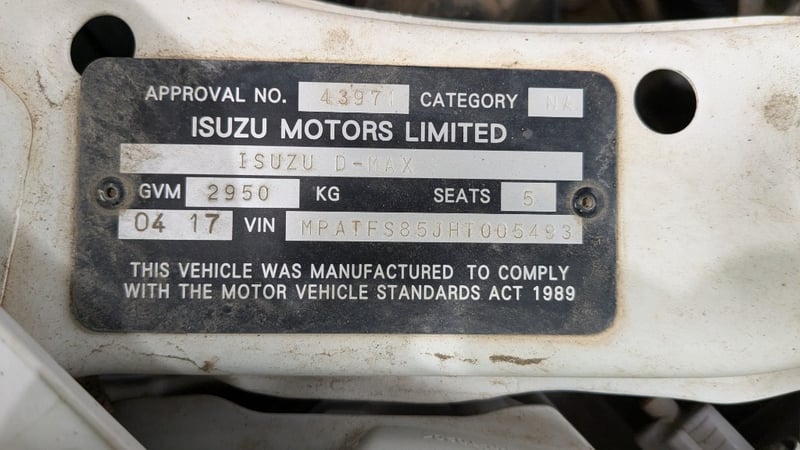 APPROVAL NO. 43971 CATEGORY NA
ISUZU MOTORS LIMITED
ISUZU D-MAX
GVM 2950 KG SEATS 5
04 17 VIN MPATFS85JHT005493
THIS VEHICLE WAS MANUFACTURED TO COMPLY
WITH THE MOTOR VEHICLE STANDARDS ACT 1989